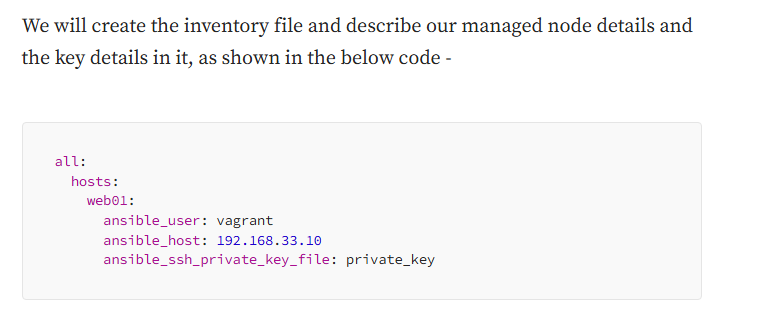 We will create the inventory file and describe our managed node details and
the key details in it, as shown in the below code -
all:
  hosts:
    web01:
      ansible_user: vagrant
      ansible_host: 192.168.33.10
      ansible_ssh_private_key_file: private_key